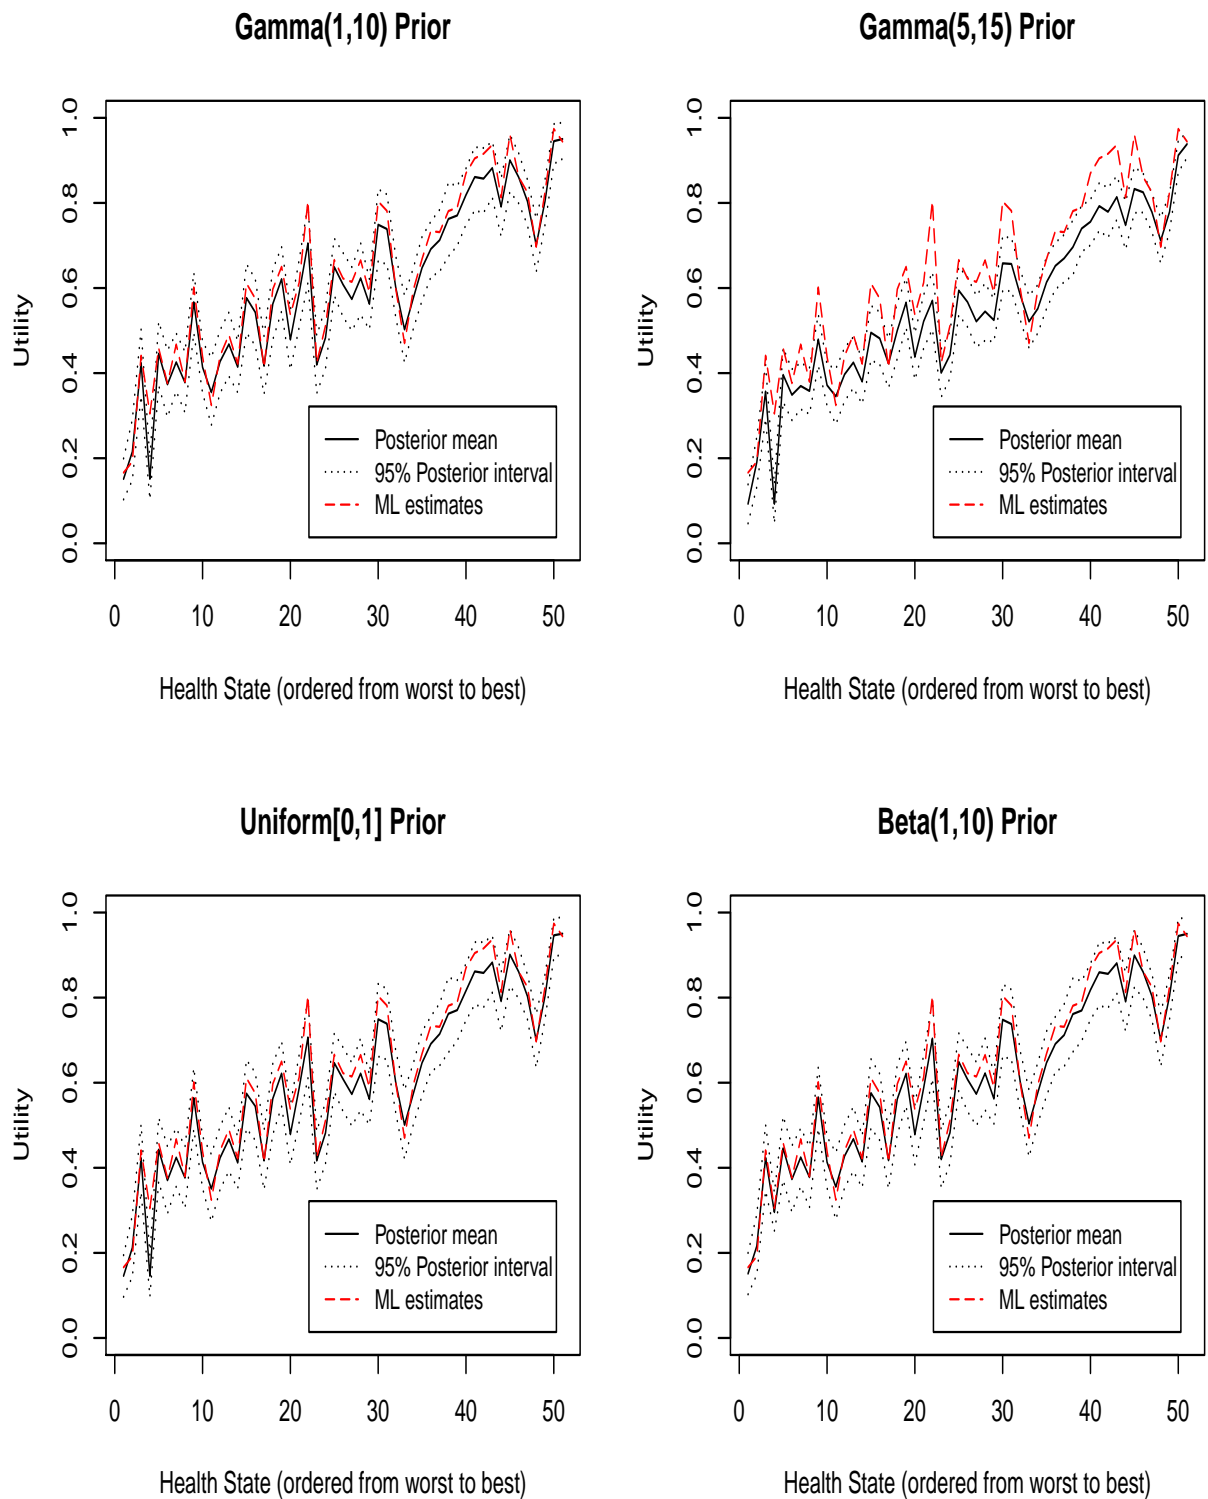 Gamma(1,10) Prior
Utility
0.0 0.2 0.4 0.6 0.8 1.0
Posterior mean
95% Posterior interval
ML estimates
0 10 20 30 40 50
Health State (ordered from worst to best)
Gamma(5,15) Prior
Utility
0.0 0.2 0.4 0.6 0.8 1.0
Posterior mean
95% Posterior interval
ML estimates
0 10 20 30 40 50
Health State (ordered from worst to best)
Uniform[0,1] Prior
Utility
0.0 0.2 0.4 0.6 0.8 1.0
Posterior mean
95% Posterior interval
ML estimates
0 10 20 30 40 50
Health State (ordered from worst to best)
Beta(1,10) Prior
Utility
0.0 0.2 0.4 0.6 0.8 1.0
Posterior mean
95% Posterior interval
ML estimates
0 10 20 30 40 50
Health State (ordered from worst to best)